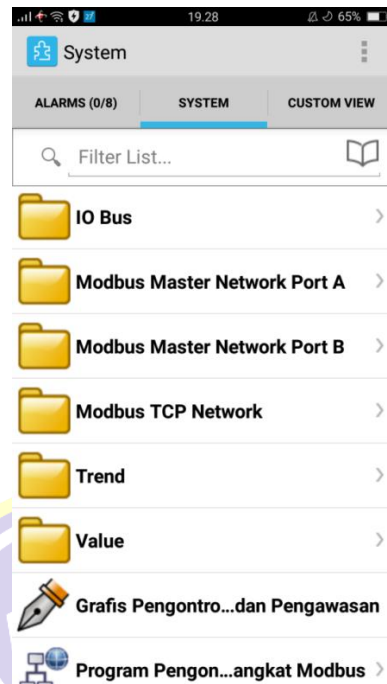 19.28
65%
System
ALARMS (0/8) SYSTEM CUSTOM VIEW
Filter List...
IO Bus
Modbus Master Network Port A
Modbus Master Network Port B
Modbus TCP Network
Trend
Value
Grafis Pengontro...dan Pengawasan
Program Pengon...angkat Modbus